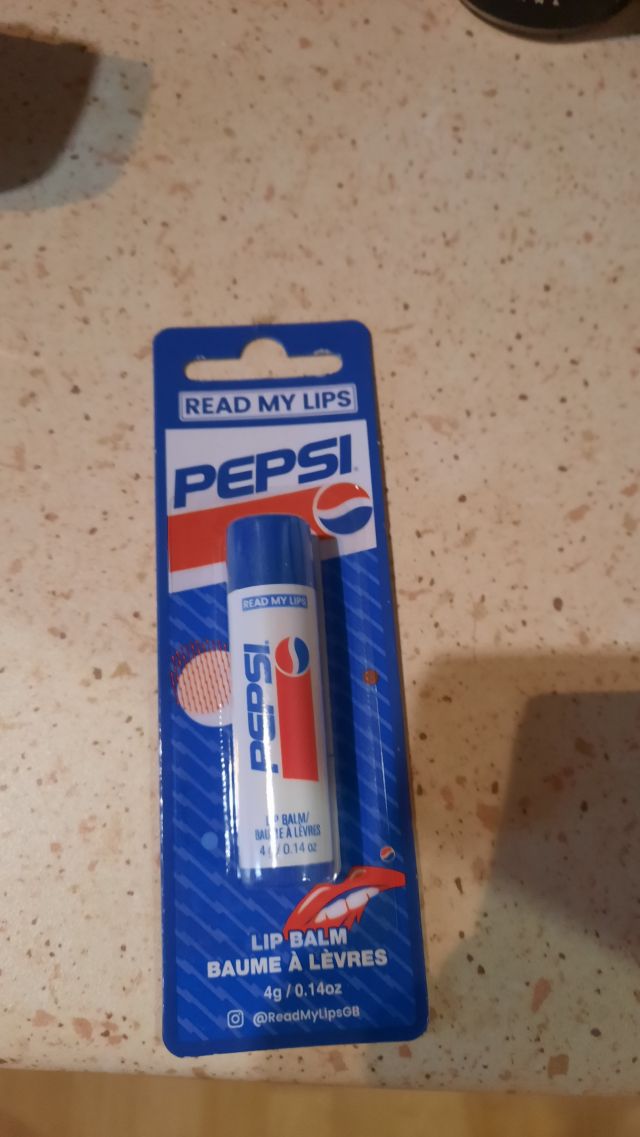 READ MY LIPS
PEPSI
READ MY LIPS
PEPSI
LIP BALM/
BAUME À LÈVRES
4g/0.14 oz
LIP BALM
BAUME À LÈVRES
4g / 0.14oz
@ReadMyLipsGB